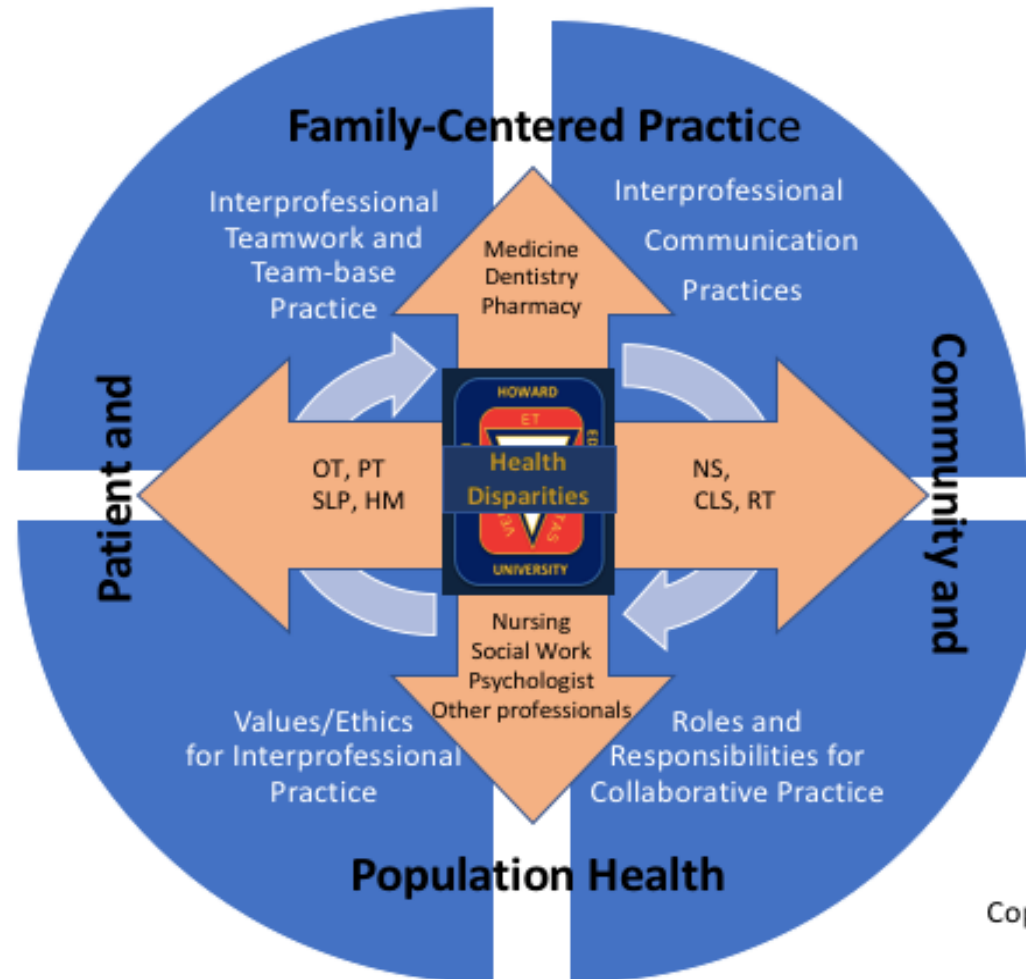 Family-Centered Practice
Interprofessional
Teamwork and
Team-base
Practice
Interprofessional
Communication
Practices
Medicine
Dentistry
Pharmacy
Patient and
OT, PT
SLP, HM
HOWARD
ET
Health
Disparities
UNIVERSITY
NS,
CLS, RT
Community and
Nursing
Social Work
Psychologist
Other professionals
Values/Ethics
for Interprofessional
Practice
Roles and
Responsibilities for
Collaborative Practice
Population Health